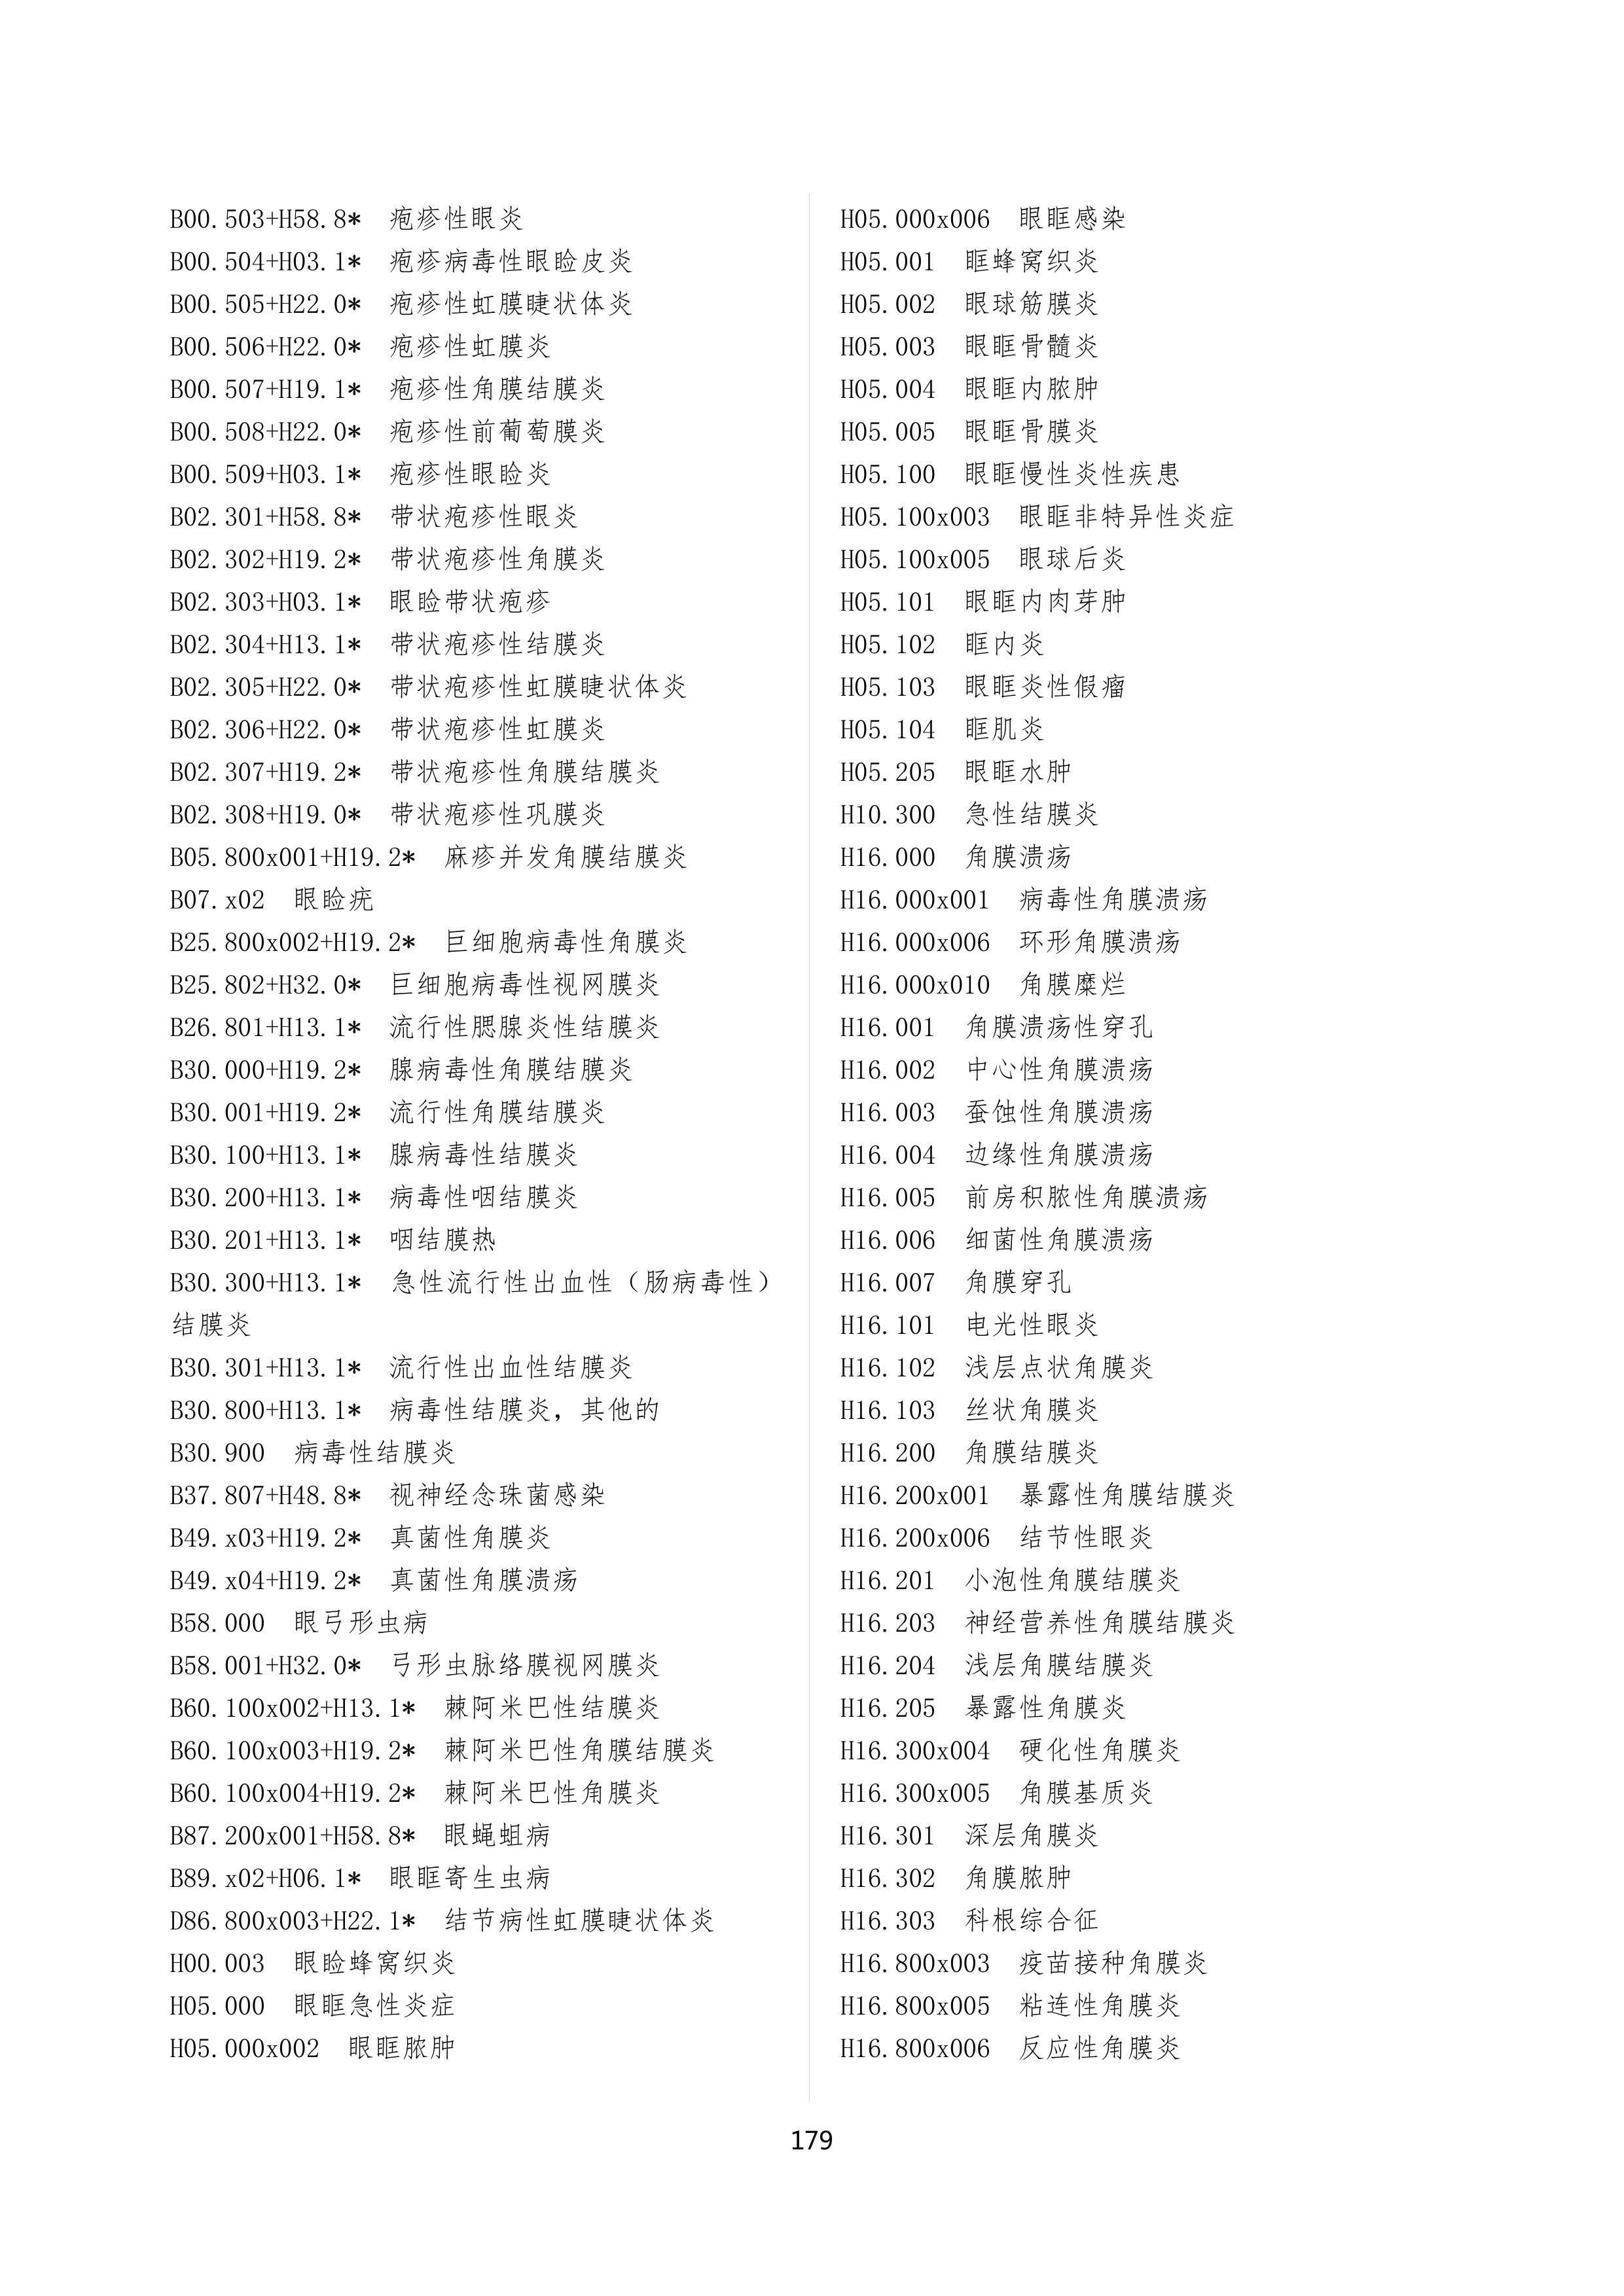 B00.503+H58.8*  疱疹性眼炎
B00.504+H03.1*  疱疹病毒性眼睑皮炎
B00.505+H22.0*  疱疹性虹膜睫状体炎
B00.506+H22.0*  疱疹性虹膜炎
B00.507+H19.1*  疱疹性角膜结膜炎
B00.508+H22.0*  疱疹性前葡萄膜炎
B00.509+H03.1*  疱疹性眼睑炎
B02.301+H58.8*  带状疱疹性眼炎
B02.302+H19.2*  带状疱疹性角膜炎
B02.303+H03.1*  眼睑带状疱疹
B02.304+H13.1*  带状疱疹性结膜炎
B02.305+H22.0*  带状疱疹性虹膜睫状体炎
B02.306+H22.0*  带状疱疹性虹膜炎
B02.307+H19.2*  带状疱疹性角膜结膜炎
B02.308+H19.0*  带状疱疹性巩膜炎
B05.800x001+H19.2*  麻疹并发角膜结膜炎
B07.x02  眼睑疣
B25.800x002+H19.2*  巨细胞病毒性角膜炎
B25.802+H32.0*  巨细胞病毒性视网膜炎
B26.801+H13.1*  流行性腮腺炎性结膜炎
B30.000+H19.2*  腺病毒性角膜结膜炎
B30.001+H19.2*  流行性角膜结膜炎
B30.100+H13.1*  腺病毒性结膜炎
B30.200+H13.1*  病毒性咽结膜炎
B30.201+H13.1*  咽结膜热
B30.300+H13.1*  急性流行性出血性（肠病毒性）
结膜炎
B30.301+H13.1*  流行性出血性结膜炎
B30.800+H13.1*  病毒性结膜炎，其他的
B30.900  病毒性结膜炎
B37.807+H48.8*  视神经念珠菌感染
B49.x03+H19.2*  真菌性角膜炎
B49.x04+H19.2*  真菌性角膜溃疡
B58.000  眼弓形虫病
B58.001+H32.0*  弓形虫脉络膜视网膜炎
B60.100x002+H13.1*  棘阿米巴性结膜炎
B60.100x003+H19.2*  棘阿米巴性角膜结膜炎
B60.100x004+H19.2*  棘阿米巴性角膜炎
B87.200x001+H58.8*  眼蝇蛆病
B89.x02+H06.1*  眼眶寄生虫病
D86.800x003+H22.1*  结节病性虹膜睫状体炎
H00.003  眼睑蜂窝织炎
H05.000  眼眶急性炎症
H05.000x002  眼眶脓肿
H05.000x006  眼眶感染
H05.001  眶蜂窝织炎
H05.002  眼球筋膜炎
H05.003  眼眶骨髓炎
H05.004  眼眶内脓肿
H05.005  眼眶骨膜炎
H05.100  眼眶慢性炎性疾患
H05.100x003  眼眶非特异性炎症
H05.100x005  眼球后炎
H05.101  眼眶内肉芽肿
H05.102  眶内炎
H05.103  眼眶炎性假瘤
H05.104  眶肌炎
H05.205  眼眶水肿
H10.300  急性结膜炎
H16.000  角膜溃疡
H16.000x001  病毒性角膜溃疡
H16.000x006  环形角膜溃疡
H16.000x010  角膜糜烂
H16.001  角膜溃疡性穿孔
H16.002  中心性角膜溃疡
H16.003  蚕蚀性角膜溃疡
H16.004  边缘性角膜溃疡
H16.005  前房积脓性角膜溃疡
H16.006  细菌性角膜溃疡
H16.007  角膜穿孔
H16.101  电光性眼炎
H16.102  浅层点状角膜炎
H16.103  丝状角膜炎
H16.200  角膜结膜炎
H16.200x001  暴露性角膜结膜炎
H16.200x006  结节性眼炎
H16.201  小泡性角膜结膜炎
H16.203  神经营养性角膜结膜炎
H16.204  浅层角膜结膜炎
H16.205  暴露性角膜炎
H16.300x004  硬化性角膜炎
H16.300x005  角膜基质炎
H16.301  深层角膜炎
H16.302  角膜脓肿
H16.303  科根综合征
H16.800x003  疫苗接种角膜炎
H16.800x005  粘连性角膜炎
H16.800x006  反应性角膜炎
179